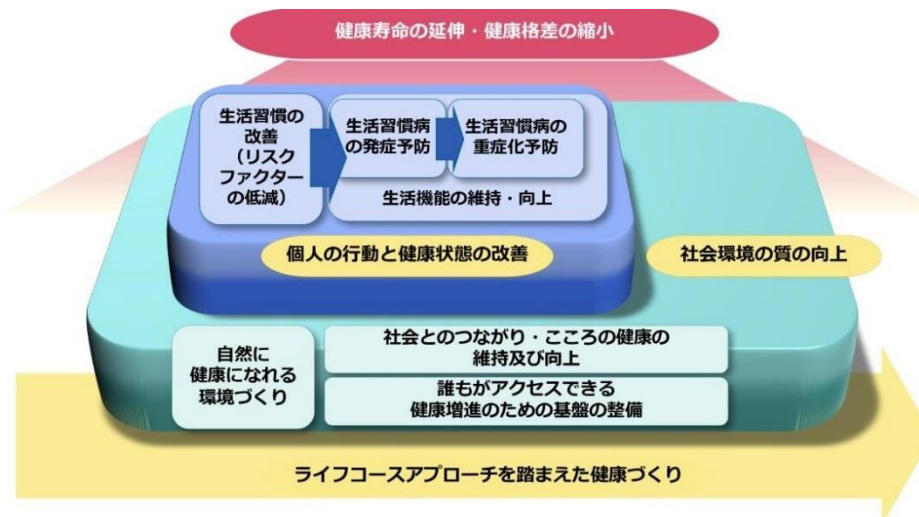 健康寿命の延伸・健康格差の縮小
生活習慣の
改善
（リスク
ファクター
の低減）
生活習慣病
の発症予防
生活習慣病の
重症化予防
生活機能の維持・向上
個人の行動と健康状態の改善
社会環境の質の向上
自然に
健康になれる
環境づくり
社会とのつながり・こころの健康の
維持及び向上
誰もがアクセスできる
健康増進のための基盤の整備
ライフコースアプローチを踏まえた健康づくり